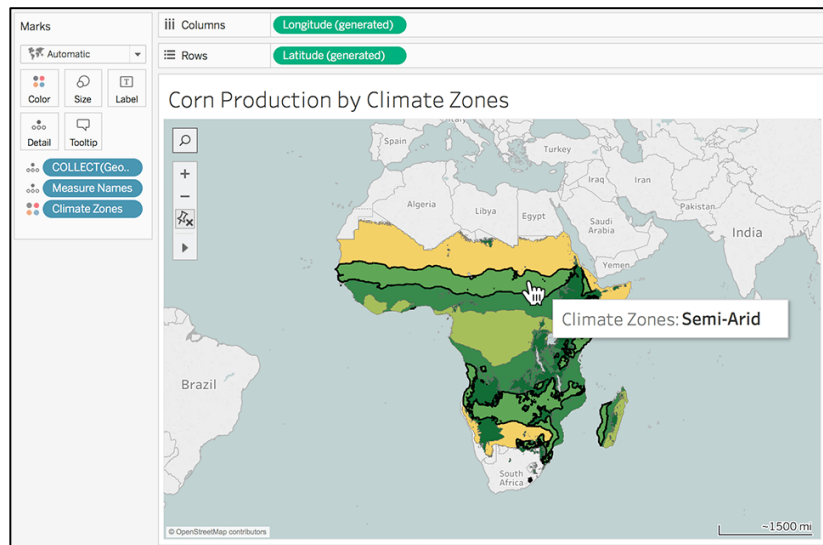 Marks
Automatic
Color
Size
Label
Detail
Tooltip
COLLECT(Geo..
Measure Names
Climate Zones
Columns
Longitude (generated)
Rows
Latitude (generated)
Corn Production by Climate Zones
Spain
Turkey
Iraq
Iran
Algeria
Libya
Egypt
Pakistan
Saudi
Arabia
India
Yemen
Climate Zones: Semi-Arid
Brazil
South
Africa
© OpenStreetMap contributors
~1500 mi